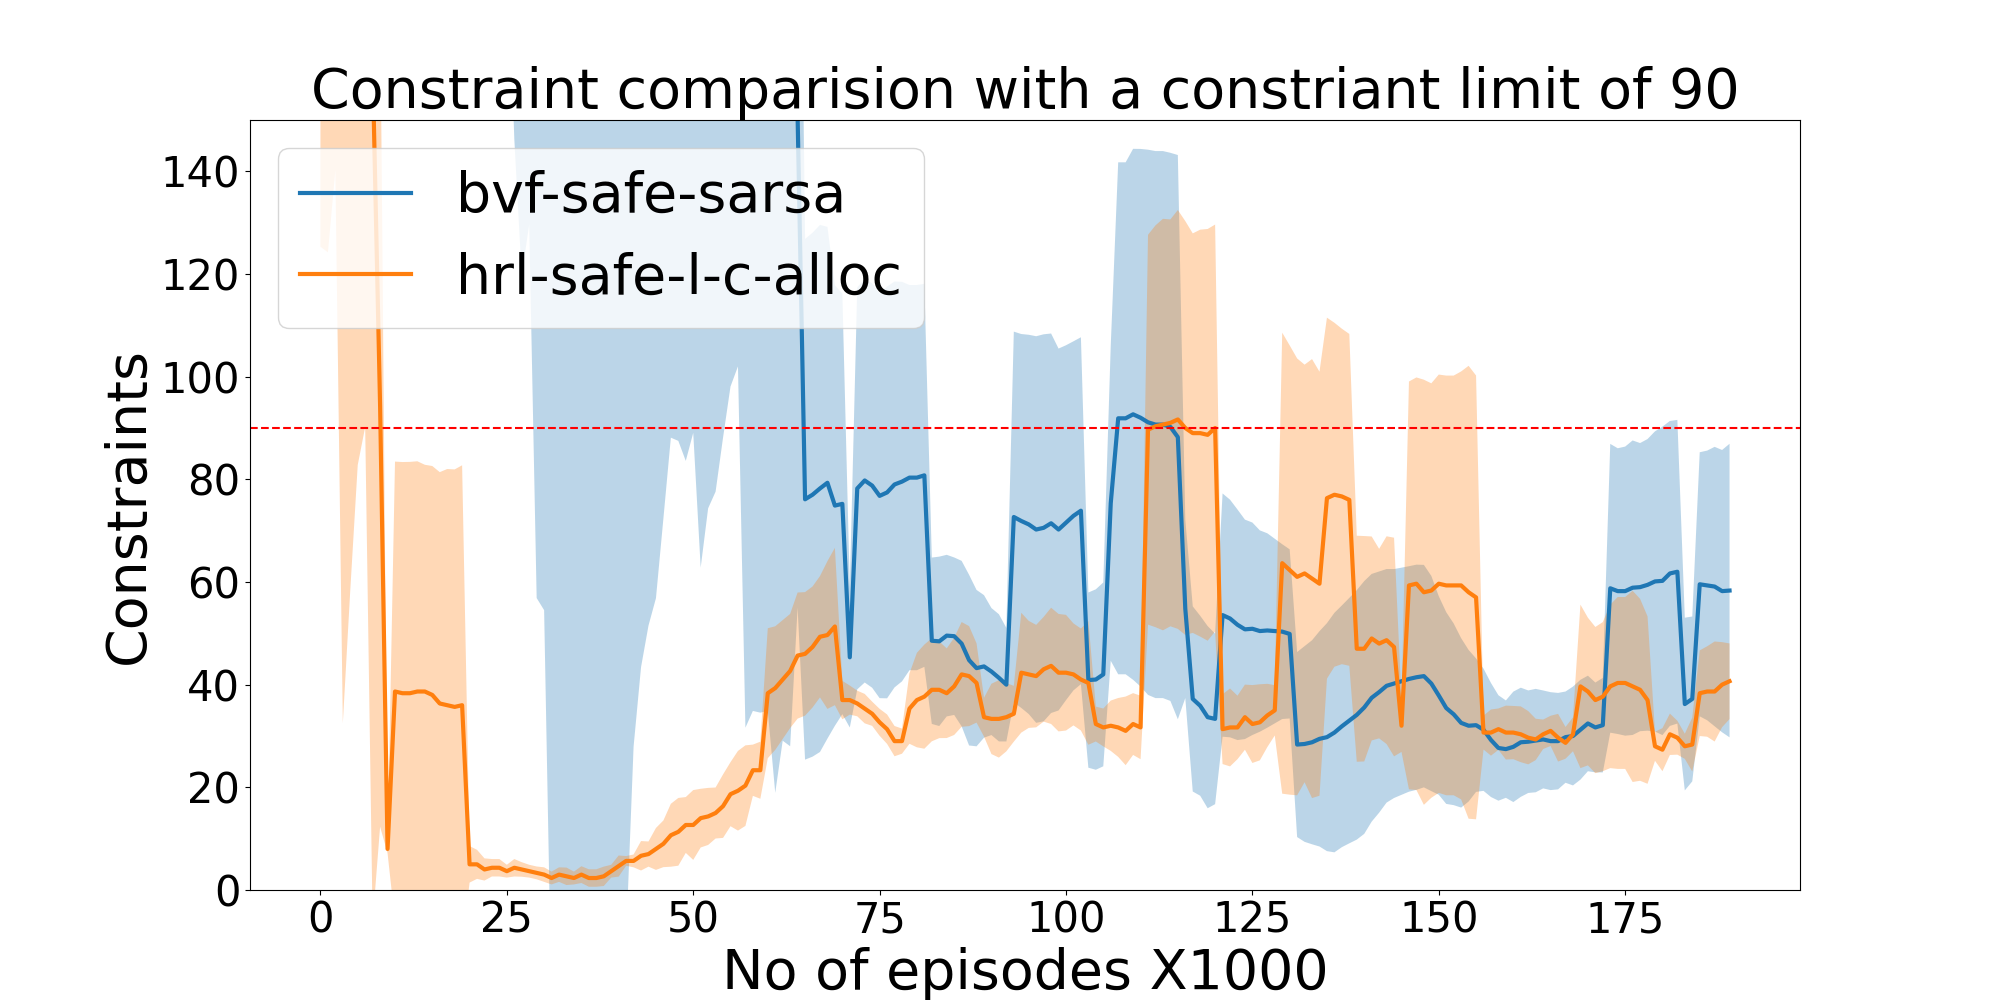 Constraint comparision with a constriant limit of 90
bvf-safe-sarsa
hrl-safe-l-c-alloc
Constraints
140
120
100
80
60
40
20
0
0 25 50 75 100 125 150 175
No of episodes X1000